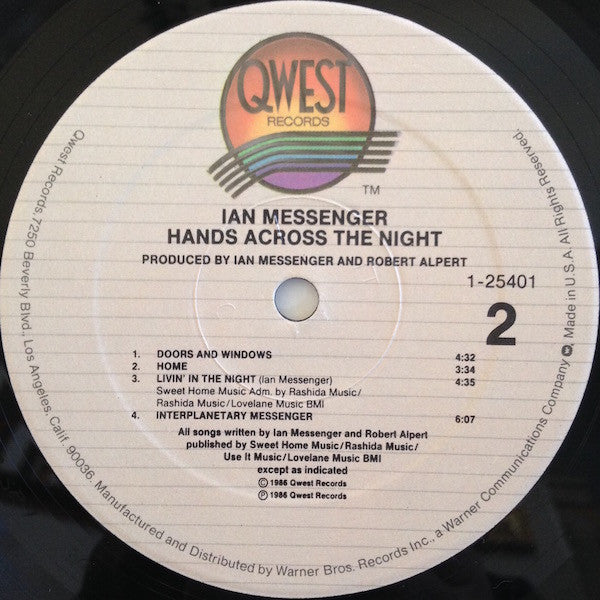 QWEST
RECORDS
TM
IAN MESSENGER
HANDS ACROSS THE NIGHT
PRODUCED BY IAN MESSENGER AND ROBERT ALPERT
1-25401
2
1. DOORS AND WINDOWS 4:32
2. HOME 3:34
3. LIVIN' IN THE NIGHT (Ian Messenger) 4:35
Sweet Home Music Adm. by Rashida Music/
Rashida Music/Lovelane Music BMI
4. INTERPLANETARY MESSENGER 6:07
All songs written by Ian Messenger and Robert Alpert
published by Sweet Home Music/Rashida Music/
Use It Music/Lovelane Music BMI
except as indicated
© 1986 Qwest Records
℗ 1986 Qwest Records
Qwest Records, 7250 Beverly Blvd., Los Angeles, Calif. 90036. Manufactured and Distributed by Warner Bros. Records Inc., a Warner Communications Company. Made in U.S.A. All Rights Reserved.